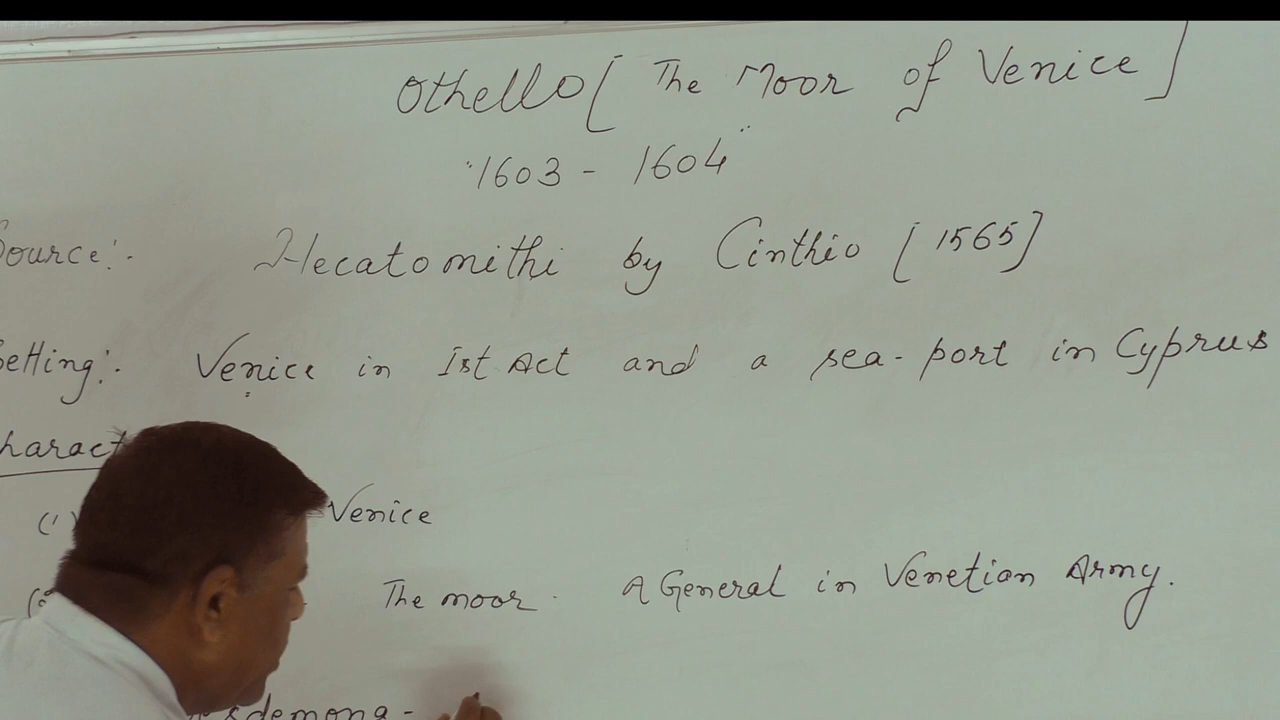 Othello [ The Moor of Venice ]
"1603 - 1604"
Source:-
Hecatomithi by Cinthio [1565]
Setting:- Venice in Ist Act and a sea-port in Cyprus
(1) Venice
The moor. A General in Venetian Army.